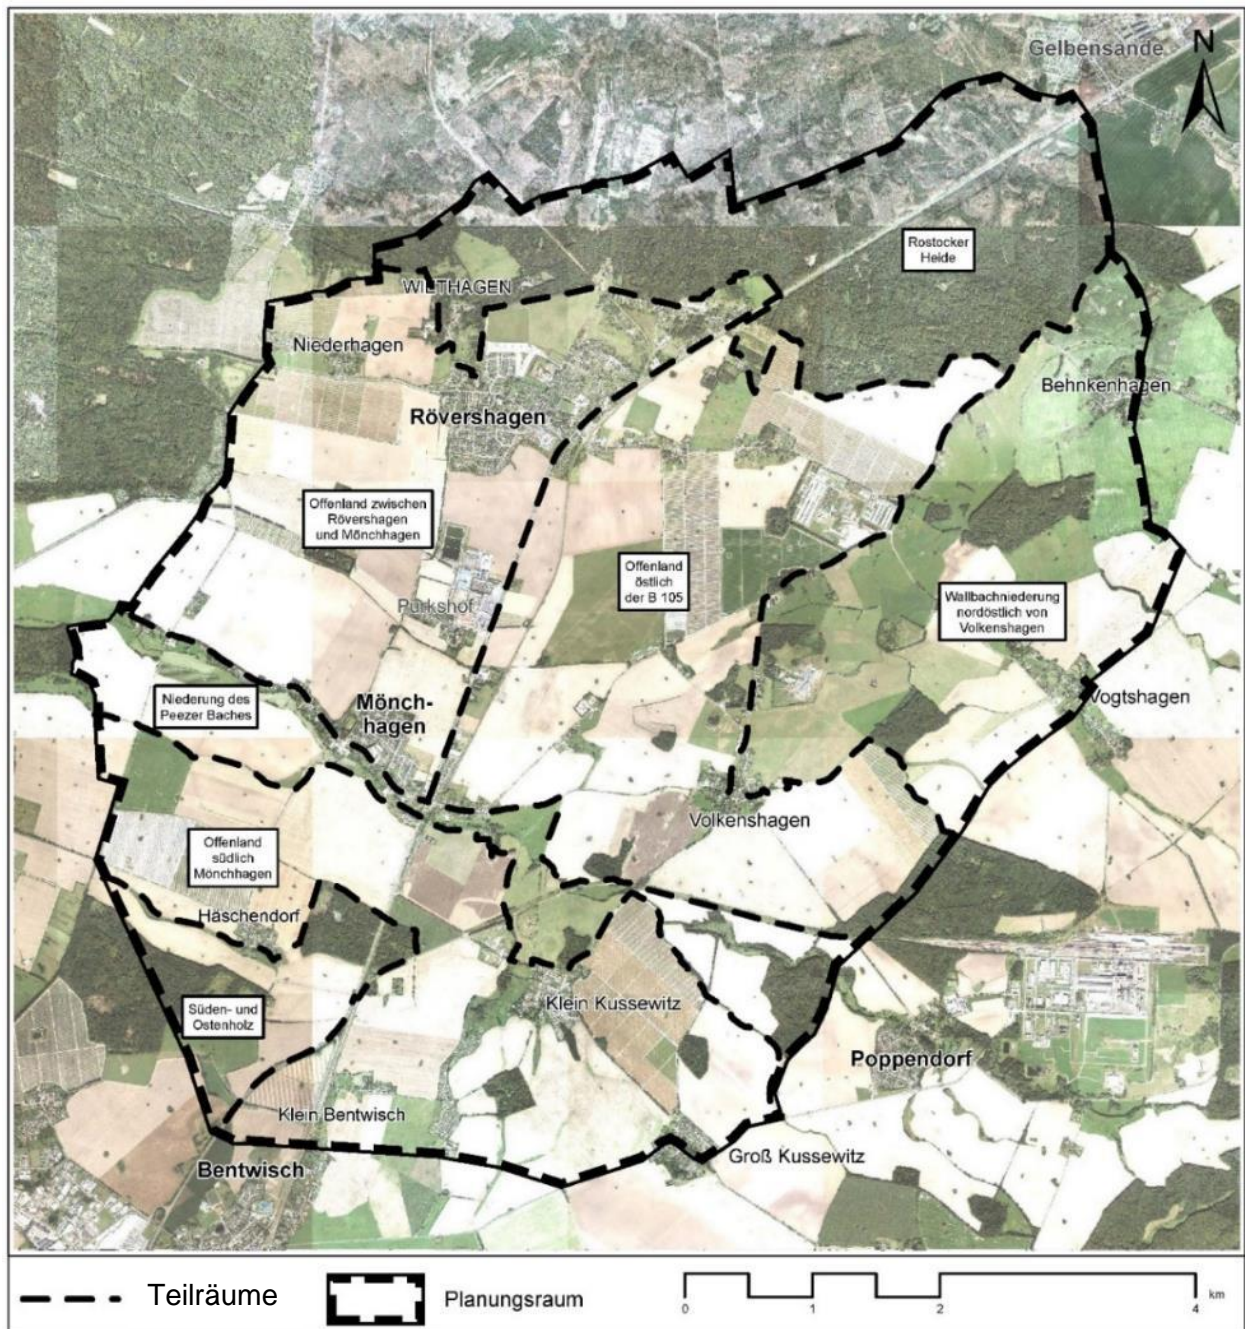 Gelbensande
N
Rostocker
Heide
WILTHAGEN
Niederhagen
Behnkenhagen
Rövershagen
Offenland zwischen
Rövershagen
und Mönchhagen
Offenland
östlich
der B 105
Purkshof
Wallbachniederung
nordöstlich von
Volkenshagen
Vogtshagen
Niederung des
Peezer Baches
Mönch-
hagen
Volkenshagen
Offenland
südlich
Mönchhagen
Häschendorf
Klein Kussewitz
Süden- und
Ostenholz
Poppendorf
Klein Bentwisch
Bentwisch
Groß Kussewitz
Teilräume
Planungsraum
km
0 1 2 4